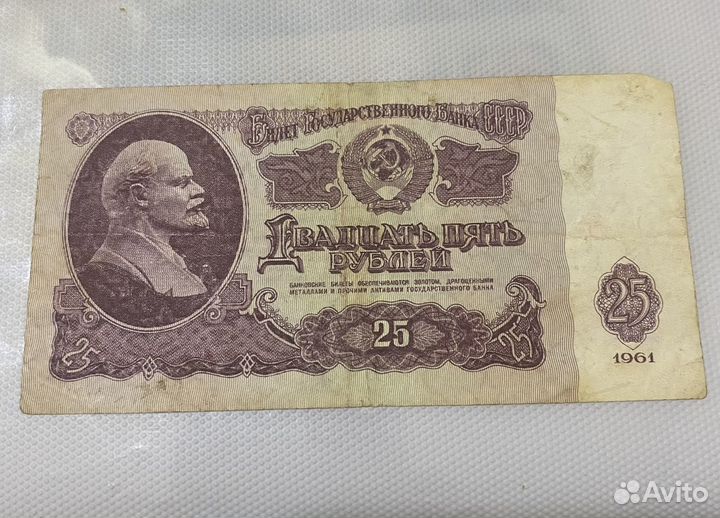 Билет Государственного Банка СССР
Двадцать пять
рублей
БАНКОВСКИЕ БИЛЕТЫ ОБЕСПЕЧИВАЮТСЯ ЗОЛОТОМ, ДРАГОЦЕННЫМИ
МЕТАЛЛАМИ И ПРОЧИМИ АКТИВАМИ ГОСУДАРСТВЕННОГО БАНКА
25
25
25
25
1961
Avito